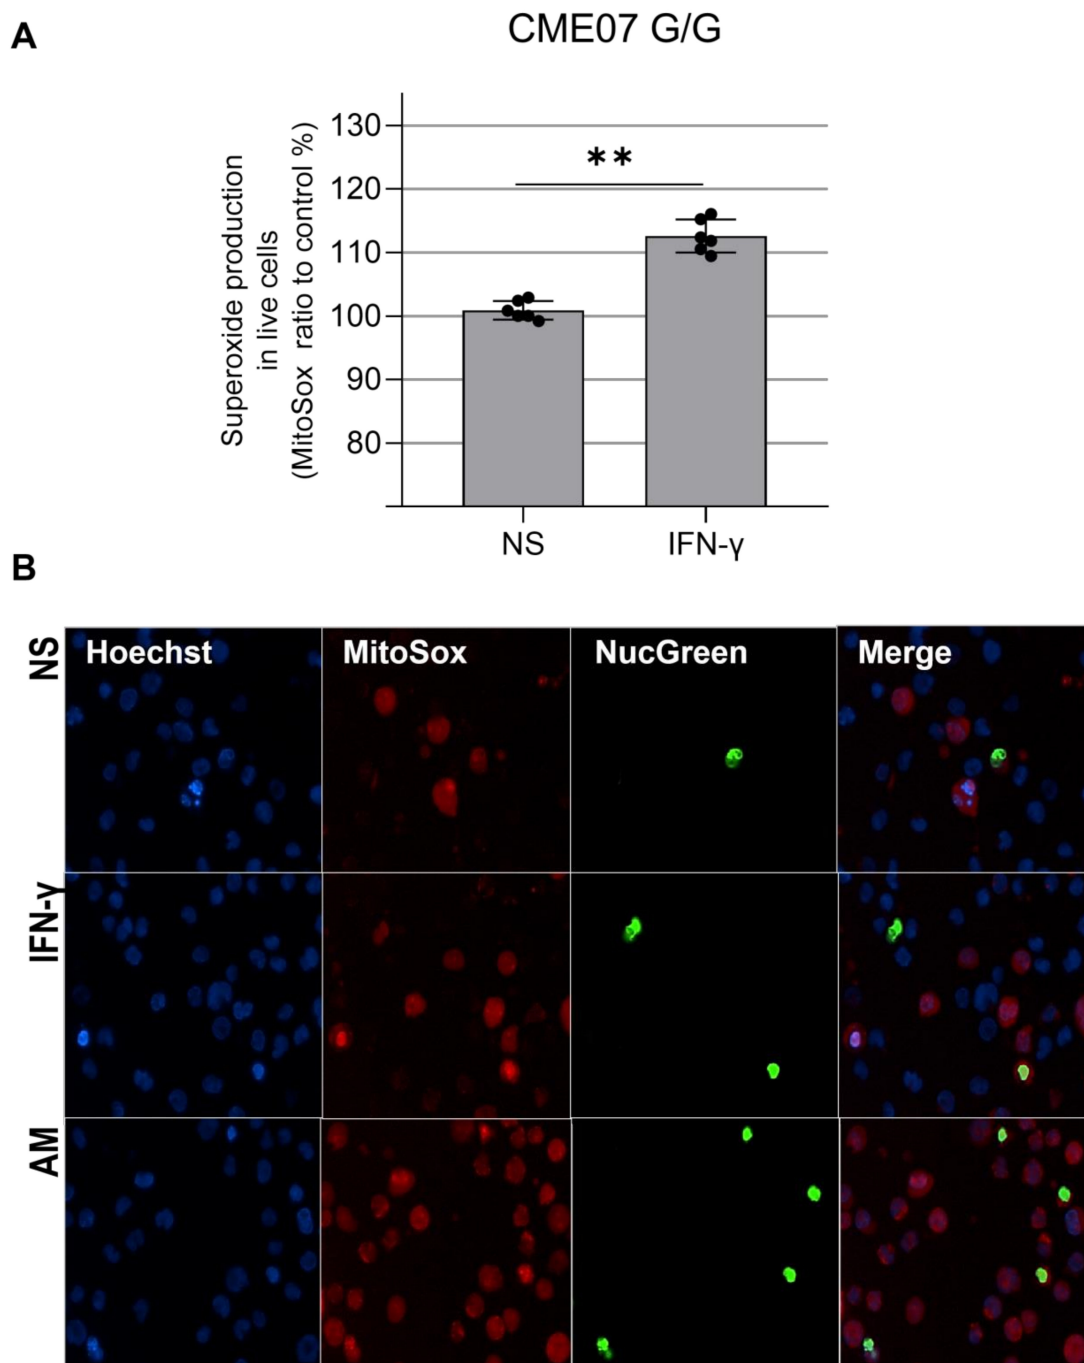 A
CME07 G/G
Superoxide production
in live cells
(MitoSox ratio to control %)
130
120
110
100
90
80
**
NS
IFN-γ
B
NS
Hoechst
MitoSox
NucGreen
Merge
IFN-γ
AM